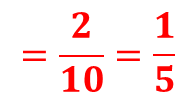 = 2/10 = 1/5